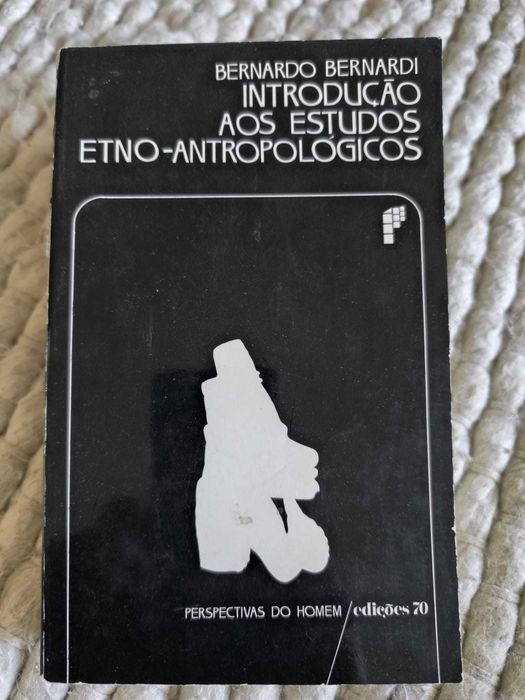 BERNARDO BERNARDI
INTRODUÇÃO
AOS ESTUDOS
ETNO-ANTROPOLÓGICOS
PERSPECTIVAS DO HOMEM / edições 70